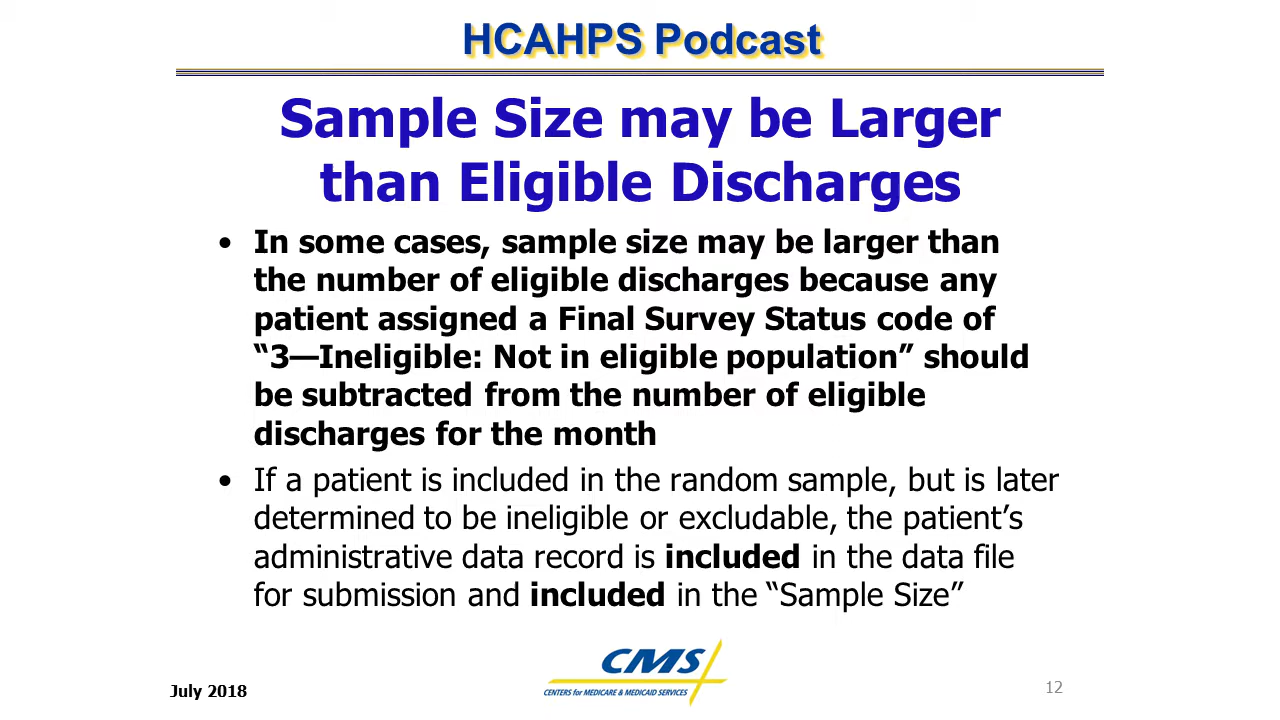 HCAHPS Podcast
Sample Size may be Larger
than Eligible Discharges
• In some cases, sample size may be larger than
the number of eligible discharges because any
patient assigned a Final Survey Status code of
“3—Ineligible: Not in eligible population” should
be subtracted from the number of eligible
discharges for the month
• If a patient is included in the random sample, but is later
determined to be ineligible or excludable, the patient’s
administrative data record is included in the data file
for submission and included in the “Sample Size”
CMS
CENTERS for MEDICARE & MEDICAID SERVICES
July 2018
12